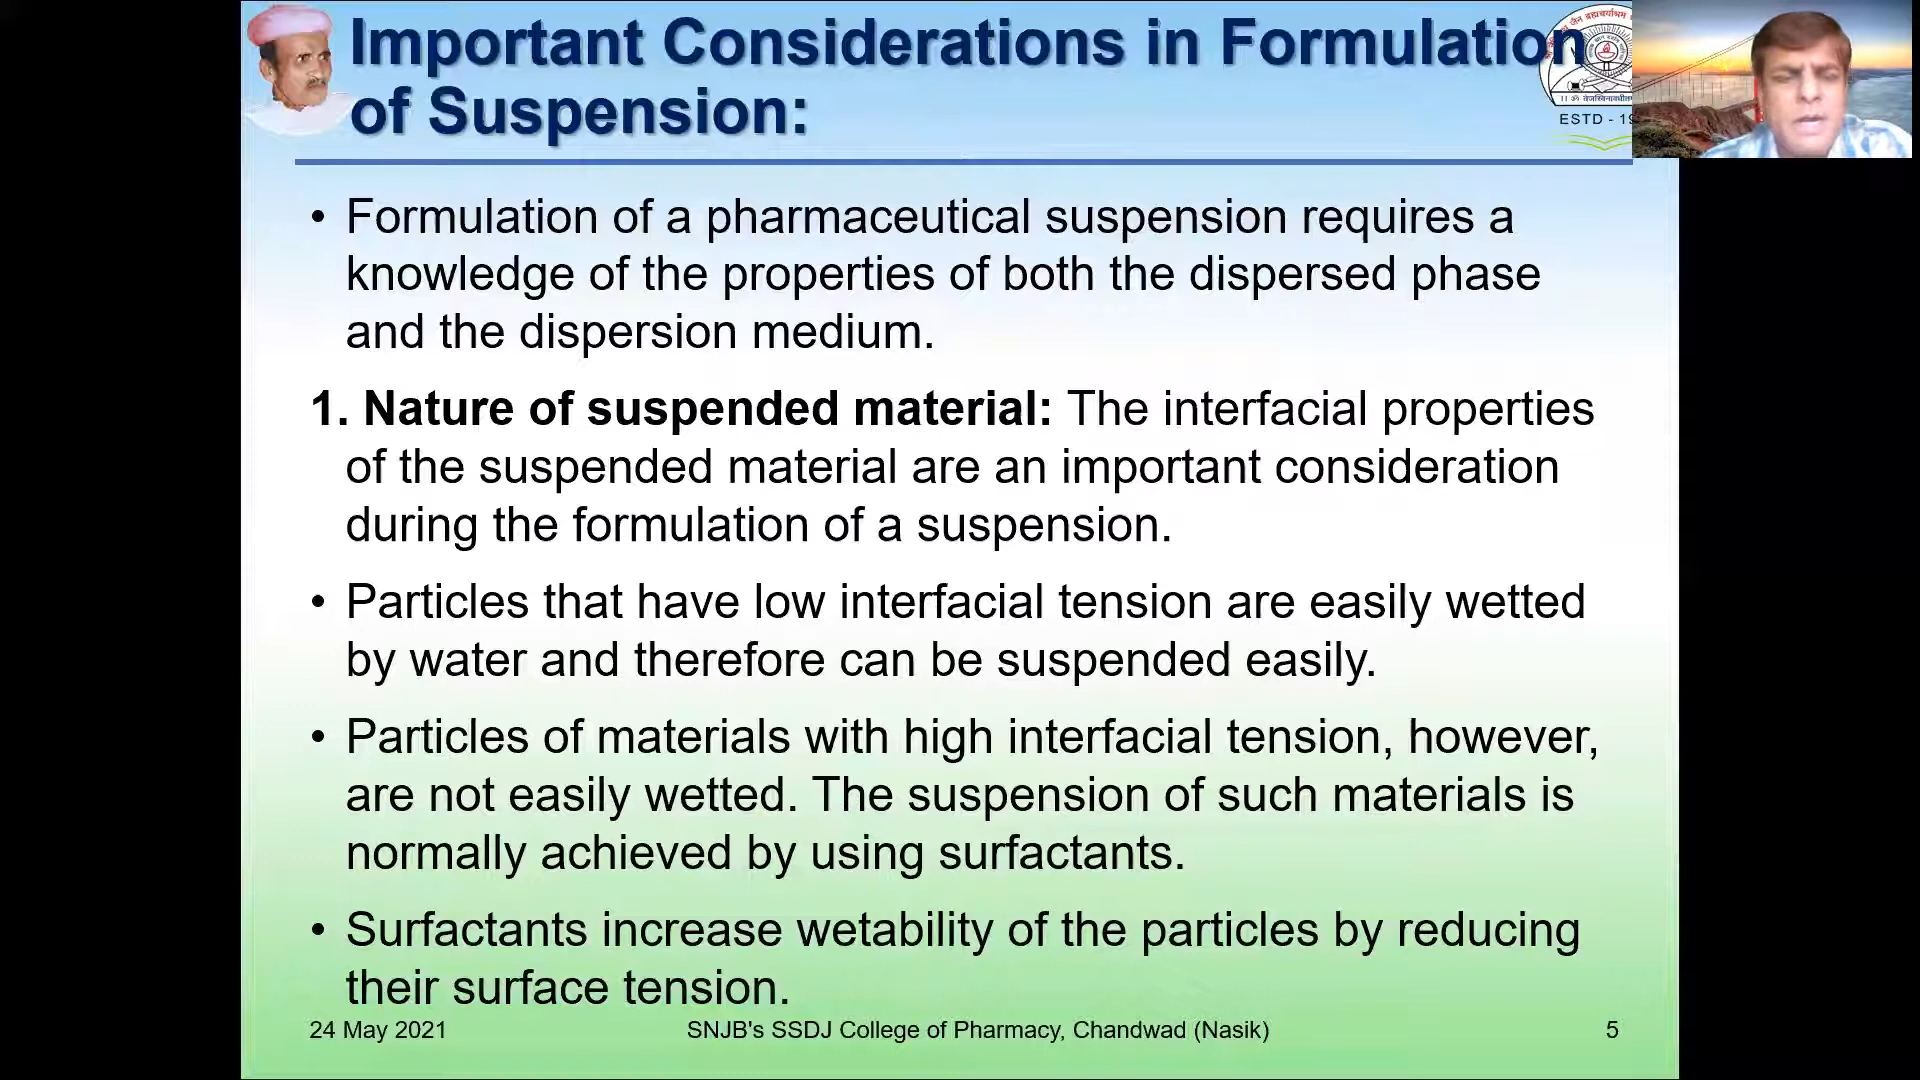 Important Considerations in Formulation
of Suspension:
ESTD - 19
• Formulation of a pharmaceutical suspension requires a
knowledge of the properties of both the dispersed phase
and the dispersion medium.
1. Nature of suspended material: The interfacial properties
of the suspended material are an important consideration
during the formulation of a suspension.
• Particles that have low interfacial tension are easily wetted
by water and therefore can be suspended easily.
• Particles of materials with high interfacial tension, however,
are not easily wetted. The suspension of such materials is
normally achieved by using surfactants.
• Surfactants increase wetability of the particles by reducing
their surface tension.
24 May 2021
SNJB's SSDJ College of Pharmacy, Chandwad (Nasik)
5